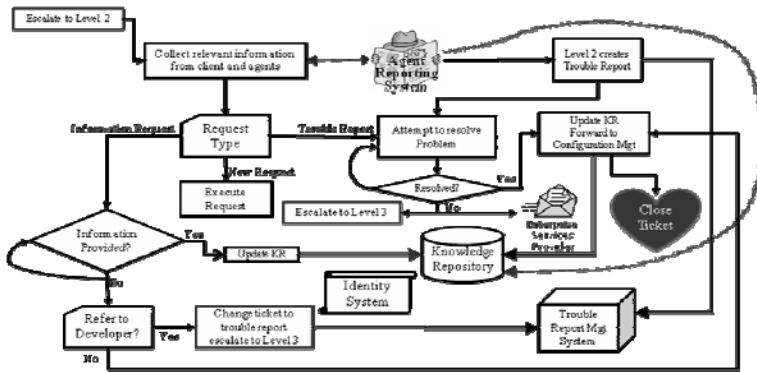 Escalate to Level 2
Collect relevant information
from client and agents
Agent
Reporting
System
Level 2 creates
Trouble Report
Information Request
Request
Type
Trouble Report
Attempt to resolve
Problem
Update KR
Forward to
Configuration Mgt
New Request
Execute
Request
Resolved?
Yes
No
Escalate to Level 3
Enterprise
Services
Provider
Close
Ticket
Information
Provided?
Yes
Update KR
Knowledge
Repository
No
Identity
System
Refer to
Developer?
Yes
Change ticket to
trouble report
escalate to Level 3
Trouble
Report Mgt
System
No